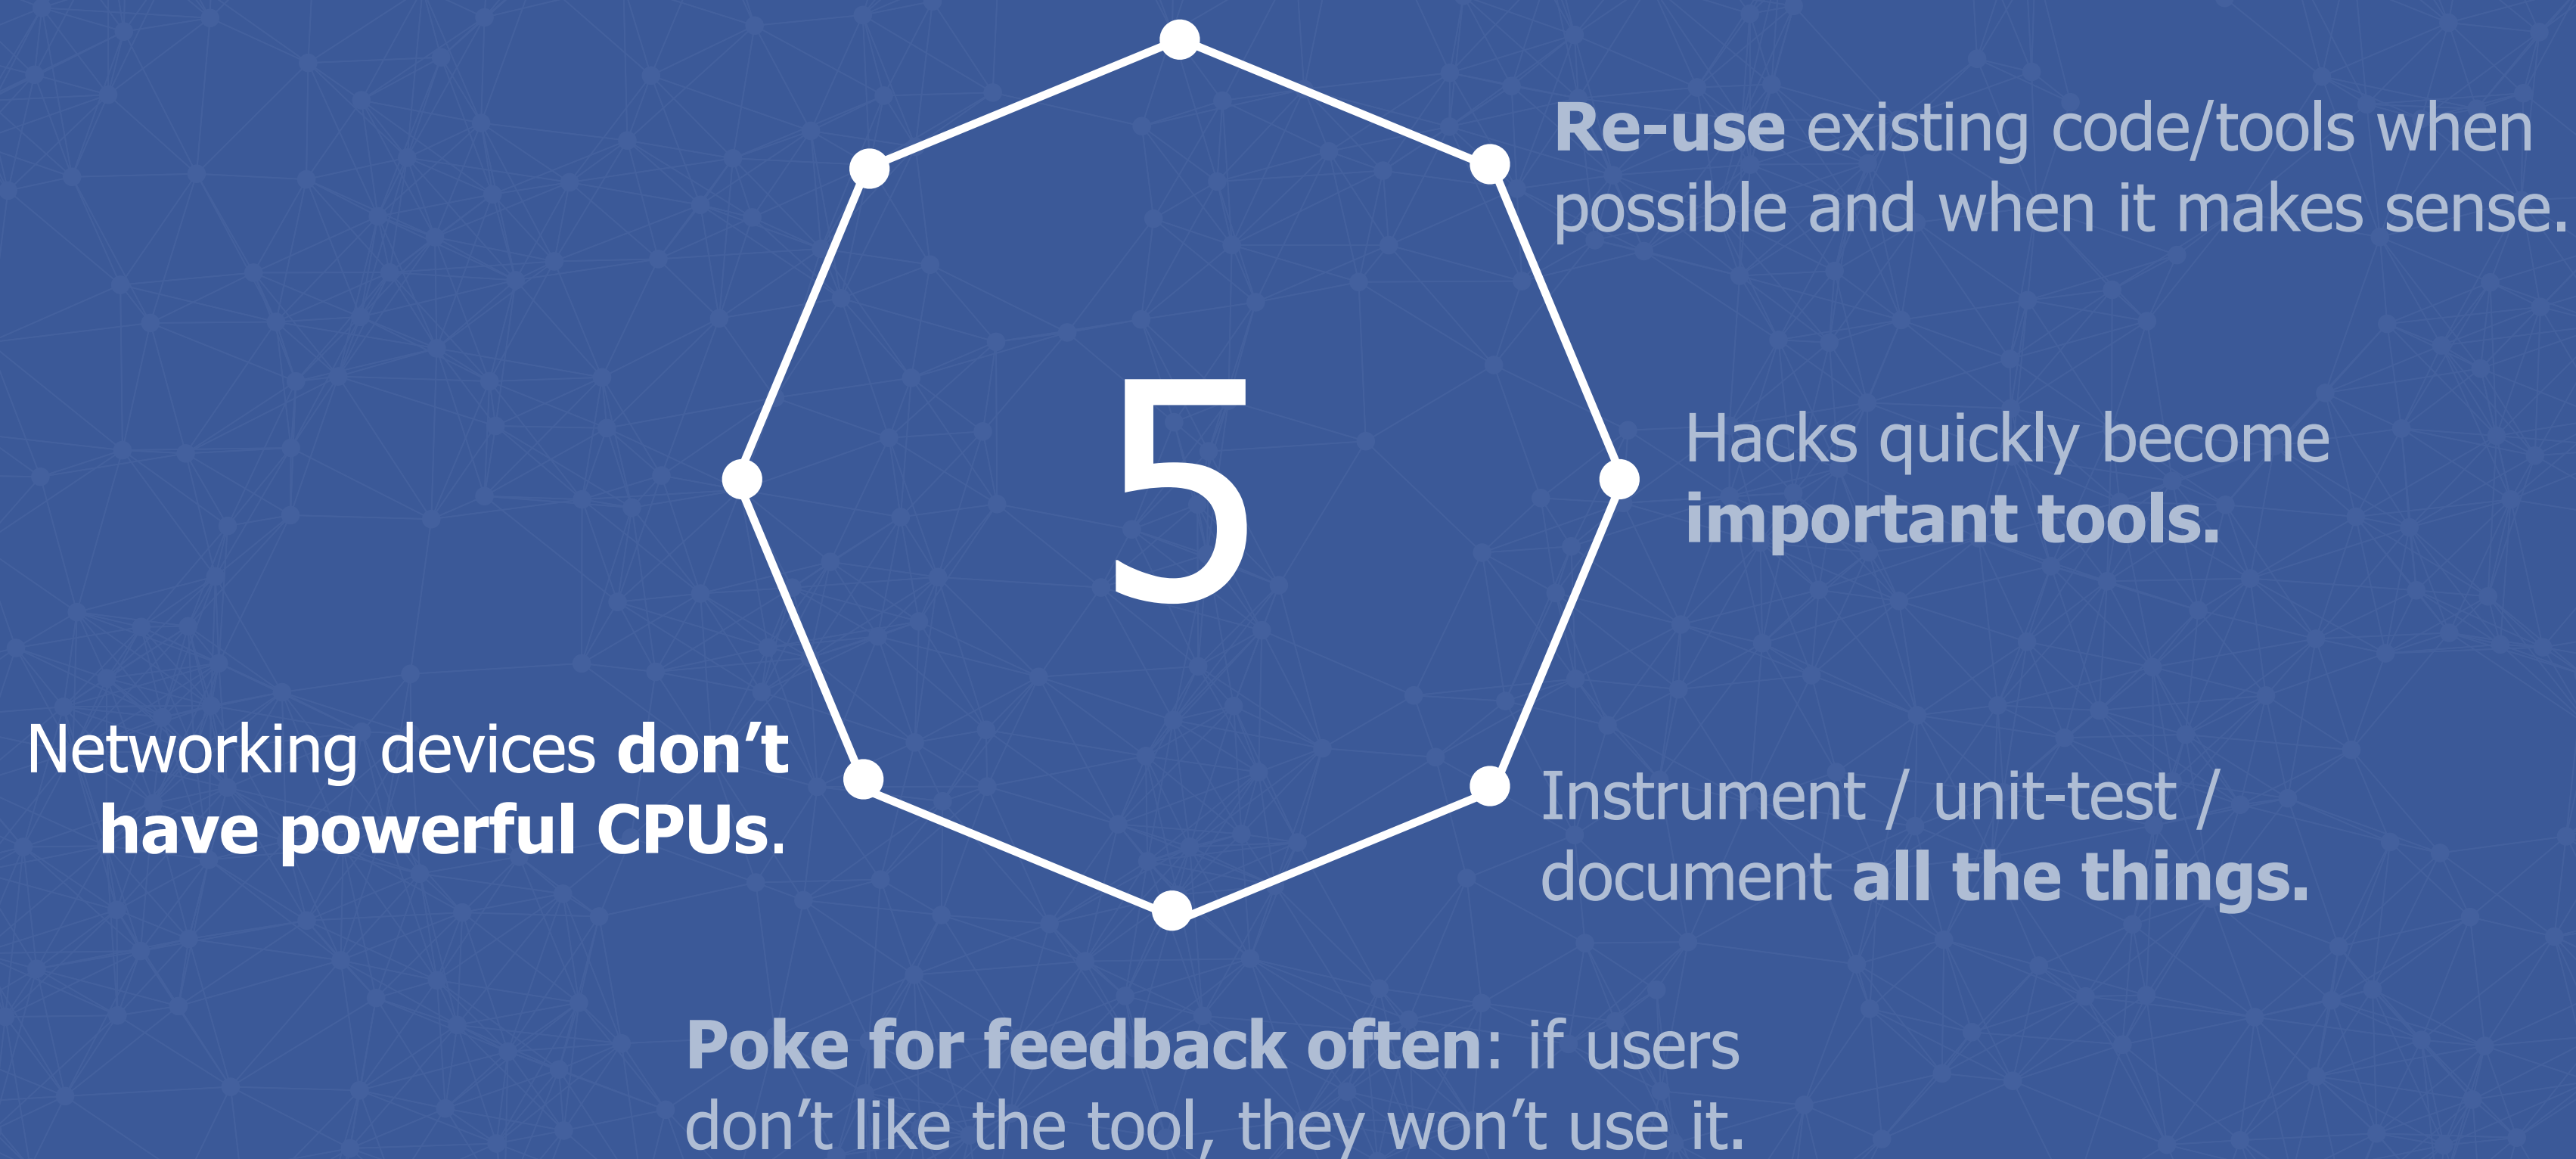 Re-use existing code/tools when
possible and when it makes sense.
Hacks quickly become
important tools.
5
Instrument / unit-test /
document all the things.
Poke for feedback often: if users
don’t like the tool, they won’t use it.
Networking devices don’t
have powerful CPUs.